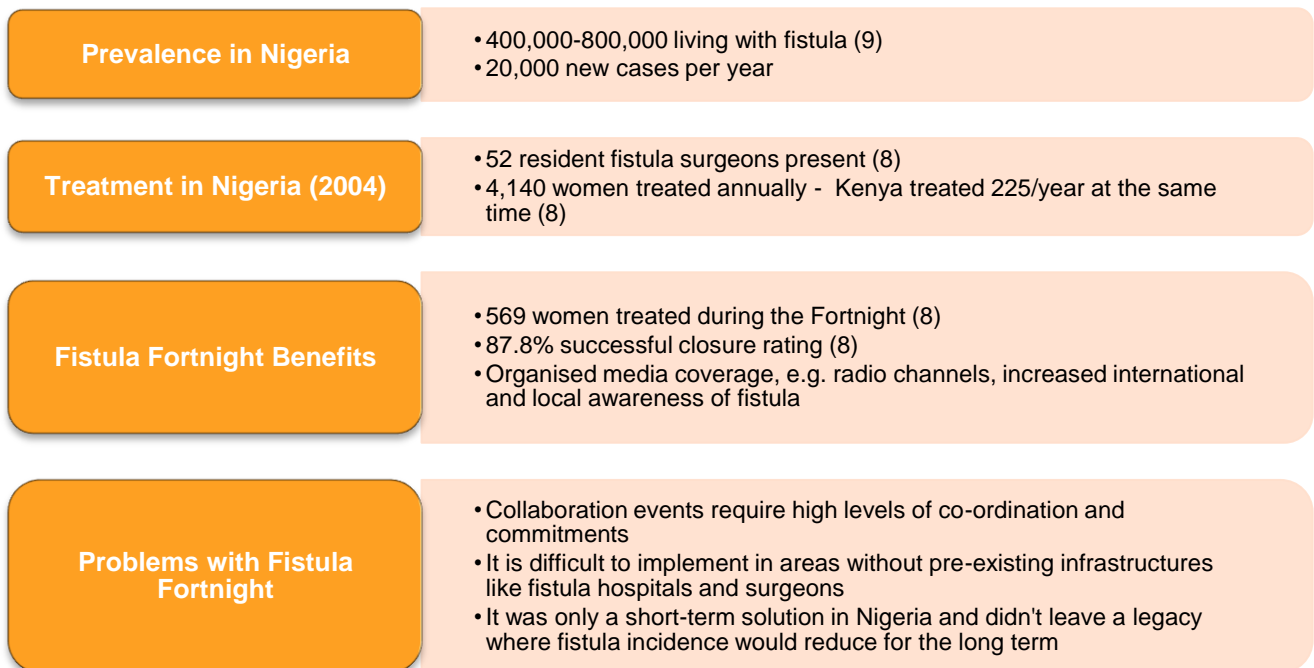 Prevalence in Nigeria
•400,000-800,000 living with fistula (9)
•20,000 new cases per year
Treatment in Nigeria (2004)
•52 resident fistula surgeons present (8)
•4,140 women treated annually - Kenya treated 225/year at the same
time (8)
Fistula Fortnight Benefits
•569 women treated during the Fortnight (8)
•87.8% successful closure rating (8)
•Organised media coverage, e.g. radio channels, increased international
and local awareness of fistula
Problems with Fistula
Fortnight
•Collaboration events require high levels of co-ordination and
commitments
•It is difficult to implement in areas without pre-existing infrastructures
like fistula hospitals and surgeons
•It was only a short-term solution in Nigeria and didn't leave a legacy
where fistula incidence would reduce for the long term